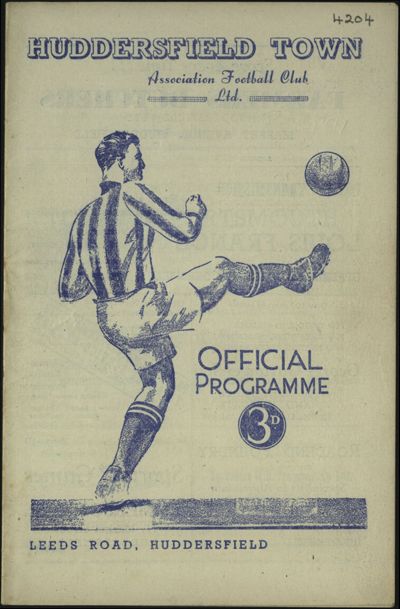 4204
HUDDERSFIELD TOWN
Association Football Club
Ltd.
OFFICIAL
PROGRAMME
3D
LEEDS ROAD, HUDDERSFIELD